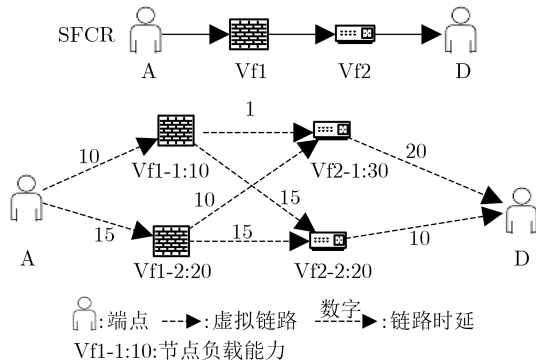 SFCR
A Vf1 Vf2 D
1
10 Vf1-1:10 Vf2-1:30 20
10 15
A 15 15 10 D
Vf1-2:20 Vf2-2:20
:端点 :虚拟链路 数字 :链路时延
Vf1-1:10:节点负载能力